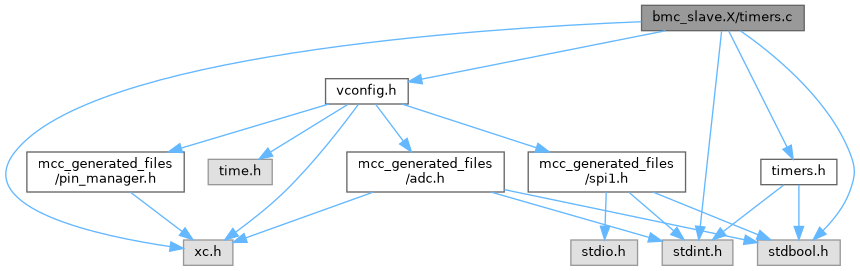 bmc_slave.X/timers.c
vconfig.h
mcc_generated_files
/pin_manager.h
time.h
mcc_generated_files
/adc.h
mcc_generated_files
/spi1.h
timers.h
xc.h
stdio.h
stdint.h
stdbool.h